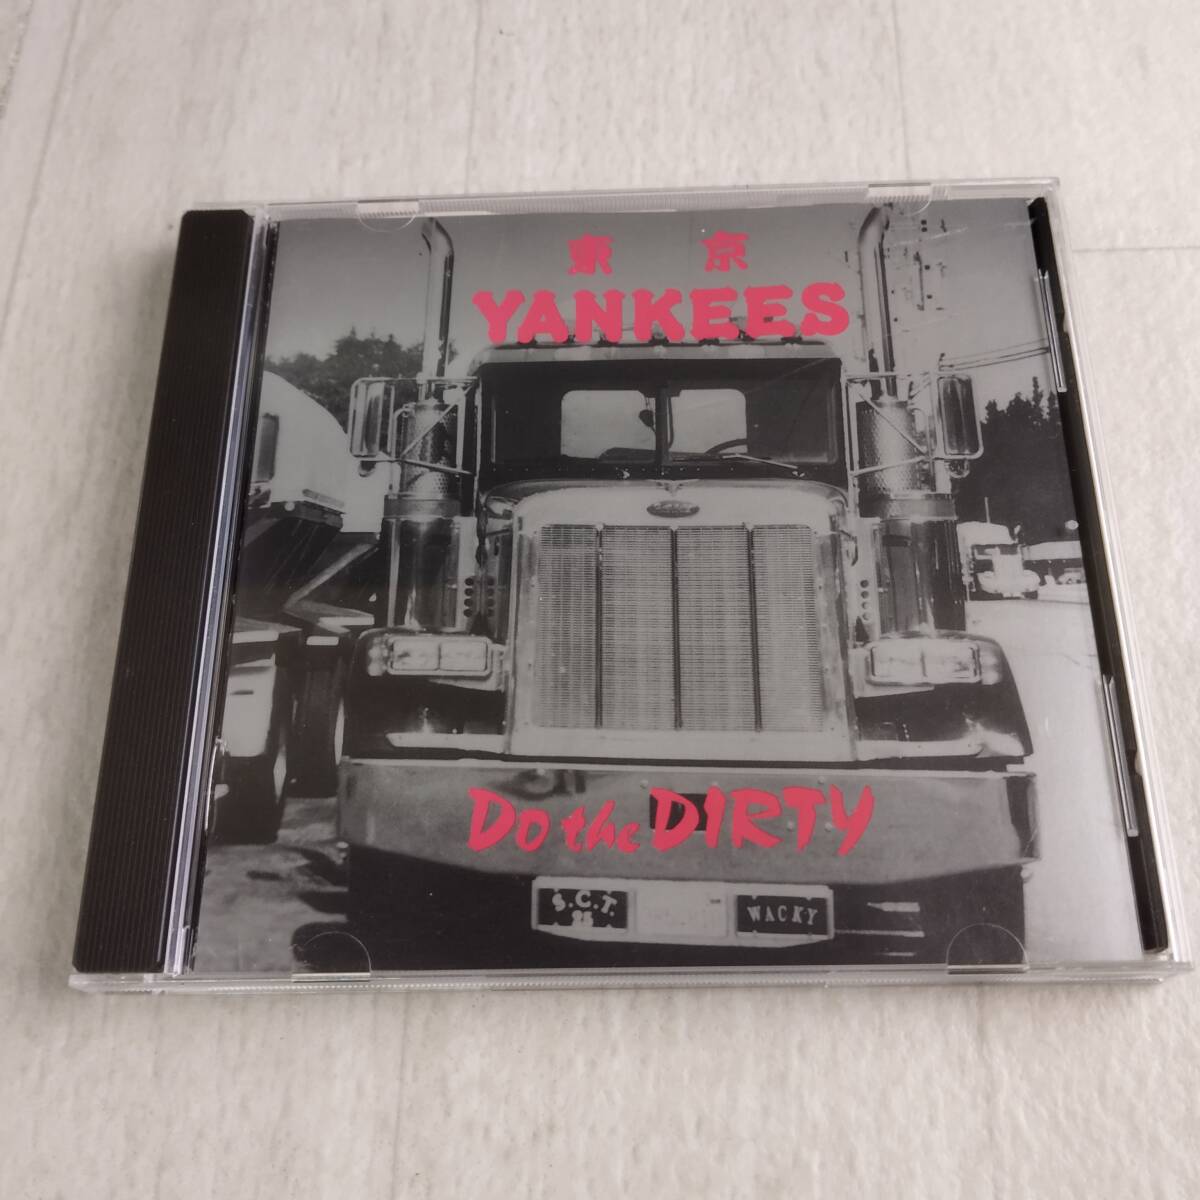 東京
YANKEES
Do the DIRTY
S.C.T.
WACKY